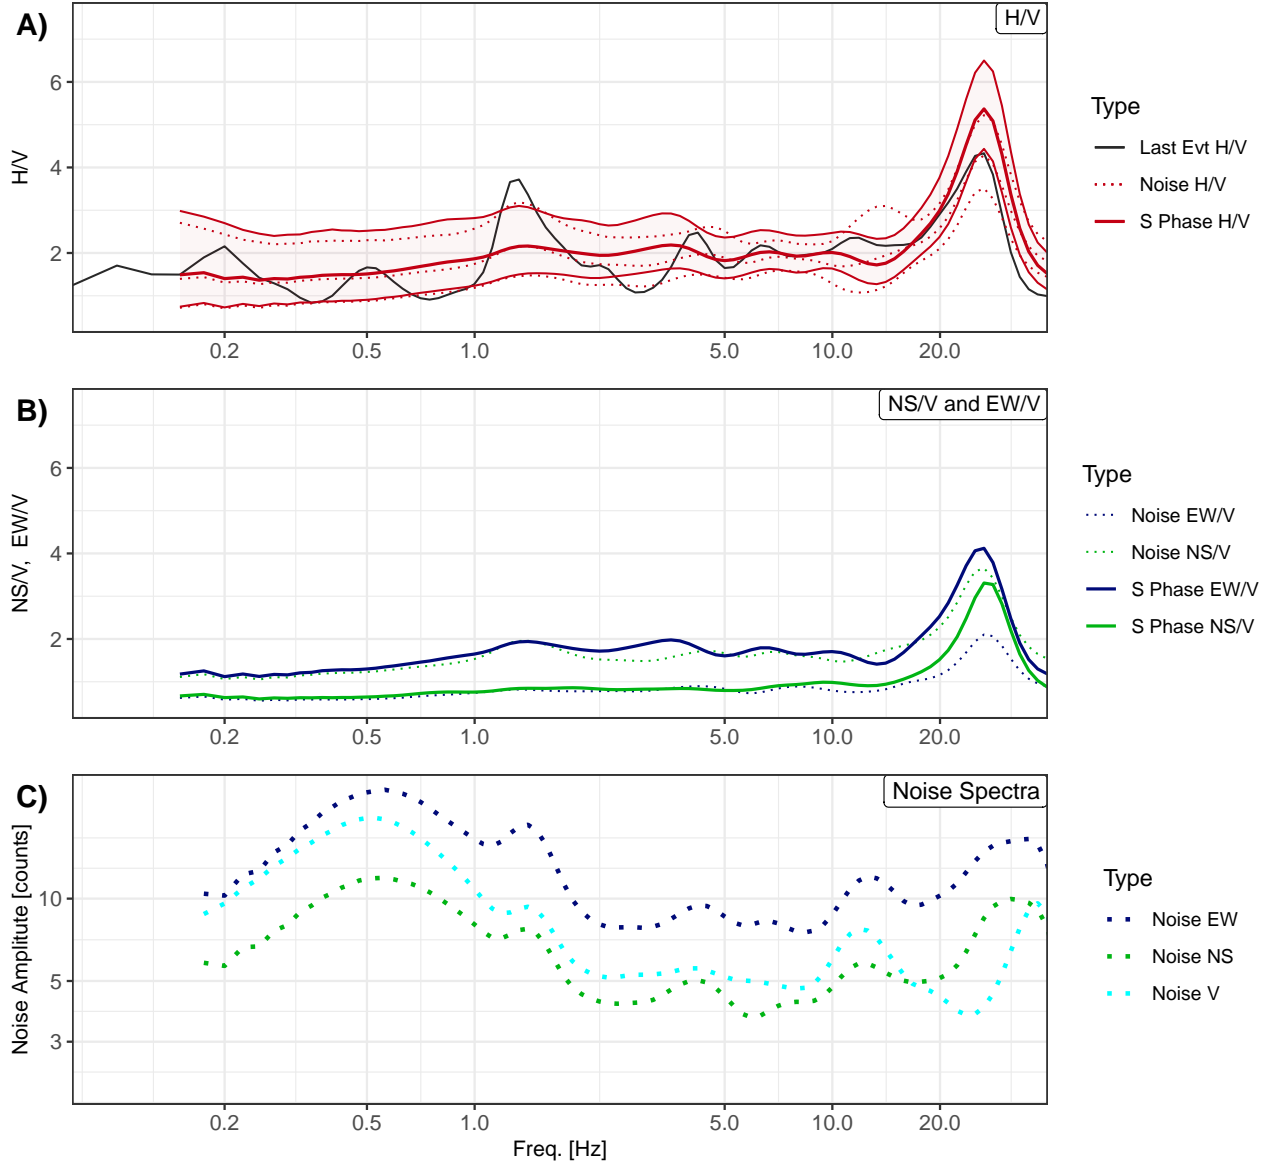 A)
H/V
6
4
2
H/V
0.2 0.5 1.0 5.0 10.0 20.0
Type
Last Evt H/V
Noise H/V
S Phase H/V
B)
NS/V and EW/V
6
4
2
NS/V, EW/V
0.2 0.5 1.0 5.0 10.0 20.0
Type
Noise EW/V
Noise NS/V
S Phase EW/V
S Phase NS/V
C)
Noise Spectra
10
5
3
Noise Amplitude [counts]
0.2 0.5 1.0 5.0 10.0 20.0
Freq. [Hz]
Type
Noise EW
Noise NS
Noise V